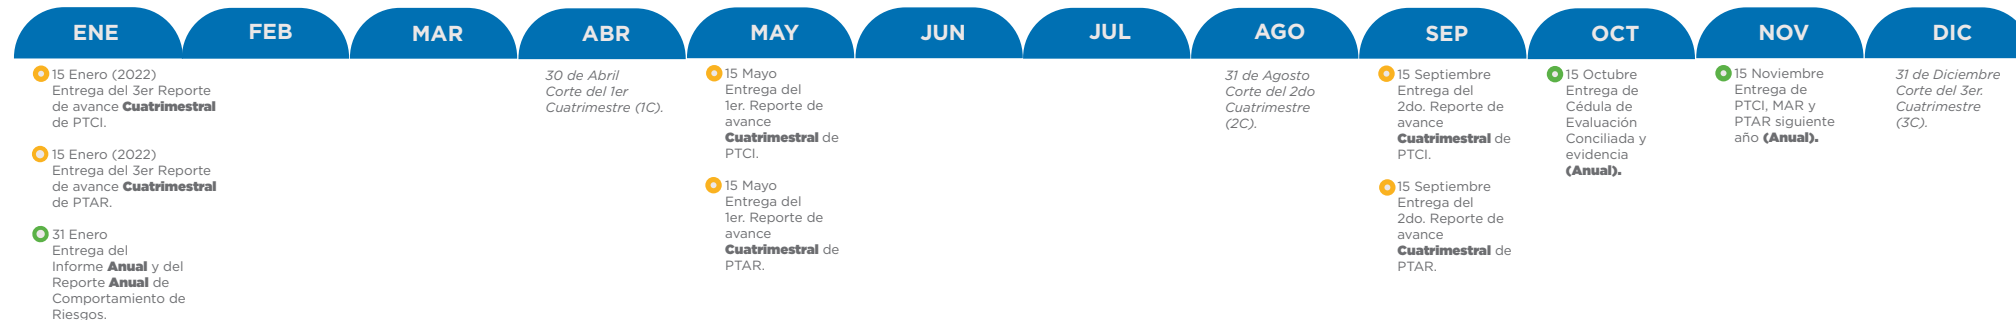 ENE
FEB
MAR
ABR
MAY
JUN
JUL
AGO
SEP
OCT
NOV
DIC
15 Enero (2022)
Entrega del 3er Reporte
de avance Cuatrimestral
de PTCI.
15 Enero (2022)
Entrega del 3er Reporte
de avance Cuatrimestral
de PTAR.
31 Enero
Entrega del
Informe Anual y del
Reporte Anual de
Comportamiento de
Riesgos.
30 de Abril
Corte del 1er
Cuatrimestre (1C).
15 Mayo
Entrega del
1er. Reporte de
avance
Cuatrimestral de
PTCI.
15 Mayo
Entrega del
1er. Reporte de
avance
Cuatrimestral de
PTAR.
31 de Agosto
Corte del 2do
Cuatrimestre
(2C).
15 Septiembre
Entrega del
2do. Reporte de
avance
Cuatrimestral de
PTCI.
15 Septiembre
Entrega del
2do. Reporte de
avance
Cuatrimestral de
PTAR.
15 Octubre
Entrega de
Cédula de
Evaluación
Conciliada y
evidencia
(Anual).
15 Noviembre
Entrega de
PTCI, MAR y
PTAR siguiente
año (Anual).
31 de Diciembre
Corte del 3er.
Cuatrimestre
(3C).